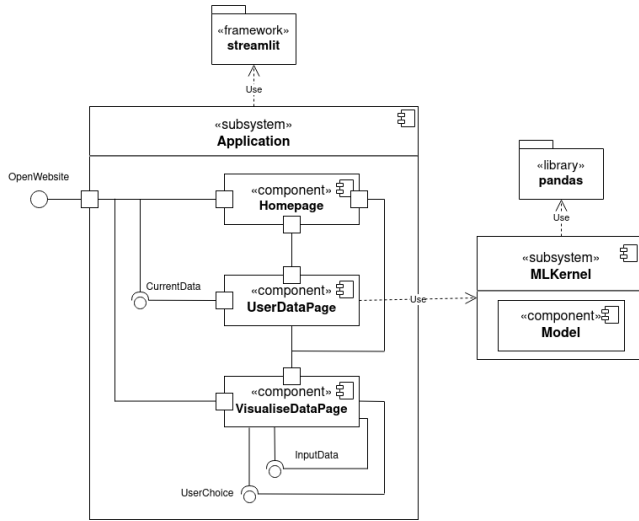 «framework»
streamlit
Use
«subsystem»
Application
OpenWebsite
«component»
Homepage
«library»
pandas
Use
«subsystem»
MLKernel
CurrentData
«component»
UserDataPage
Use
«component»
Model
«component»
VisualiseDataPage
InputData
UserChoice